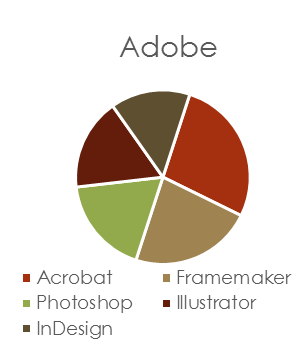 Adobe
Acrobat Framemaker
Photoshop Illustrator
InDesign